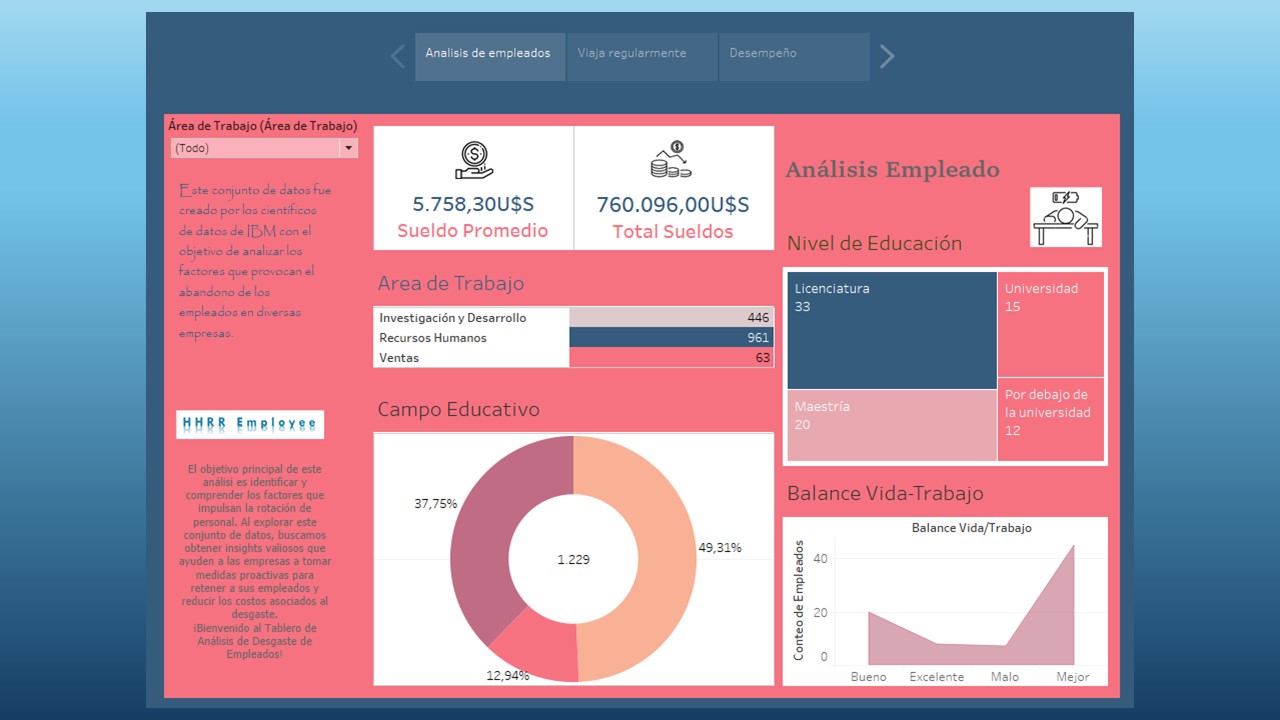 Analisis de empleados
Viaja regularmente
Desempeño
Área de Trabajo (Área de Trabajo)
(Todo)
Este conjunto de datos fue
creado por los científicos
de datos de IBM con el
objetivo de analizar los
factores que provocan el
abandono de los
empleados en diversas
empresas.
HHRR Employee
El objetivo principal de este
análisi es identificar y
comprender los factores que
impulsan la rotación de
personal. Al explorar este
conjunto de datos, buscamos
obtener insights valiosos que
ayuden a las empresas a tomar
medidas proactivas para
retener a sus empleados y
reducir los costos asociados al
desgaste.
¡Bienvenido al Tablero de
Análisis de Desgaste de
Empleados!
5.758,30U$S
Sueldo Promedio
760.096,00U$S
Total Sueldos
Area de Trabajo
Investigación y Desarrollo 446
Recursos Humanos 961
Ventas 63
Campo Educativo
37,75%
49,31%
1.229
12,94%
Análisis Empleado
Nivel de Educación
Licenciatura
33
Universidad
15
Maestría
20
Por debajo de
la universidad
12
Balance Vida-Trabajo
Balance Vida/Trabajo
Conteo de Empleados
40
20
0
Bueno
Excelente
Malo
Mejor